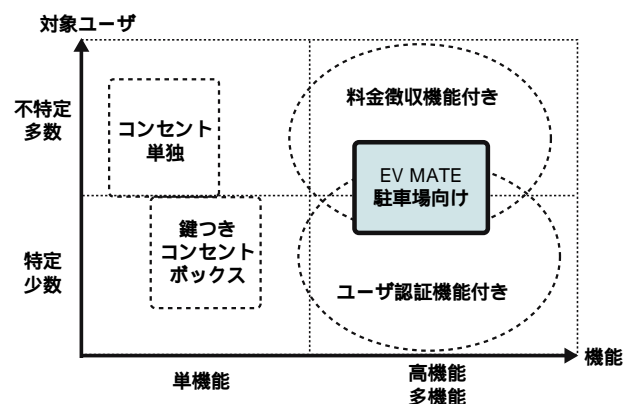 対象ユーザ
不特定
多数
コンセント
単独
料金徴収機能付き
EV MATE
駐車場向け
特定
少数
鍵つき
コンセント
ボックス
ユーザ認証機能付き
機能
単機能
高機能
多機能